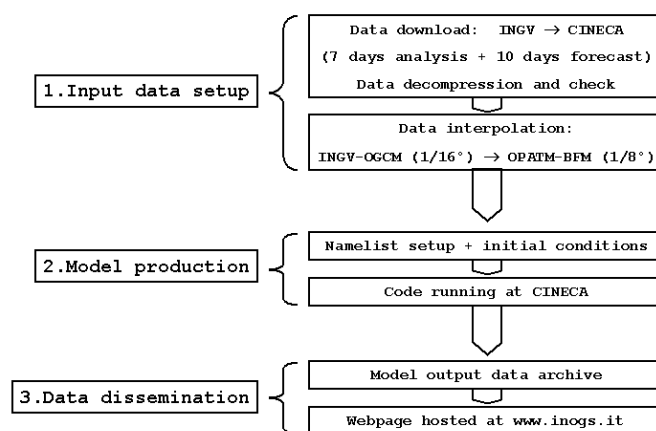 Data download: INGV → CINECA
(7 days analysis + 10 days forecast)
Data decompression and check
1.Input data setup
Data interpolation:
INGV-OGCM (1/16°) → OPATM-BFM (1/8°)
Namelist setup + initial conditions
2.Model production
Code running at CINECA
Model output data archive
3.Data dissemination
Webpage hosted at www.inogs.it